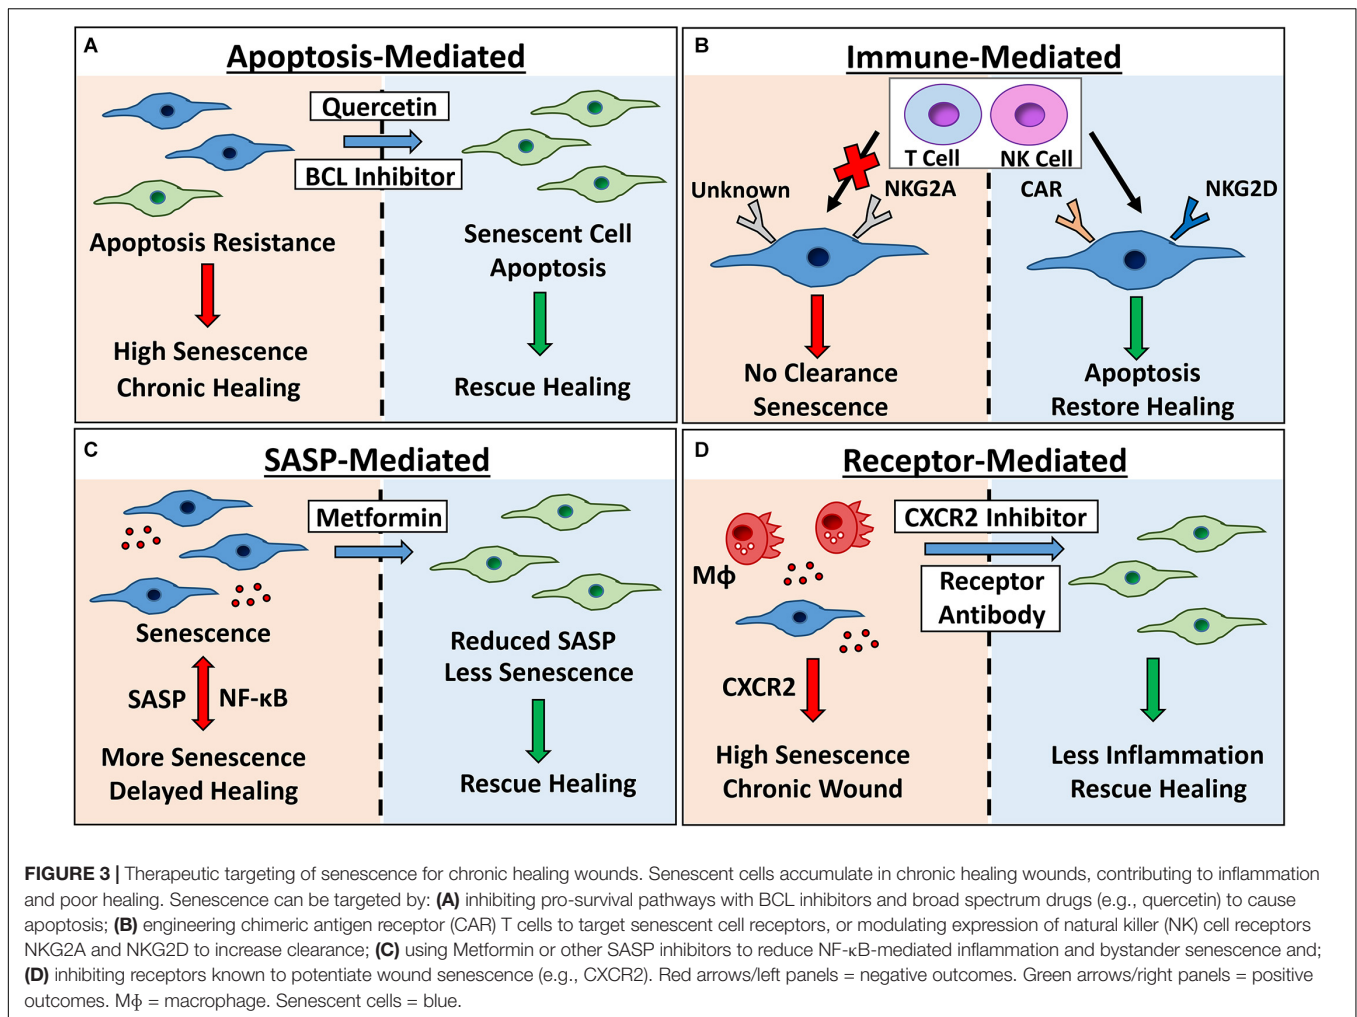 A
Apoptosis-Mediated
Quercetin
BCL Inhibitor
Apoptosis Resistance
High Senescence
Chronic Healing
Senescent Cell
Apoptosis
Rescue Healing
B
Immune-Mediated
T Cell
NK Cell
Unknown
NKG2A
CAR
NKG2D
No Clearance
Senescence
Apoptosis
Restore Healing
C
SASP-Mediated
Metformin
Senescence
SASP
NF-κB
More Senescence
Delayed Healing
Reduced SASP
Less Senescence
Rescue Healing
D
Receptor-Mediated
CXCR2 Inhibitor
Receptor
Antibody
Mϕ
CXCR2
High Senescence
Chronic Wound
Less Inflammation
Rescue Healing
FIGURE 3 | Therapeutic targeting of senescence for chronic healing wounds. Senescent cells accumulate in chronic healing wounds, contributing to inflammation
and poor healing. Senescence can be targeted by: (A) inhibiting pro-survival pathways with BCL inhibitors and broad spectrum drugs (e.g., quercetin) to cause
apoptosis; (B) engineering chimeric antigen receptor (CAR) T cells to target senescent cell receptors, or modulating expression of natural killer (NK) cell receptors
NKG2A and NKG2D to increase clearance; (C) using Metformin or other SASP inhibitors to reduce NF-κB-mediated inflammation and bystander senescence and;
(D) inhibiting receptors known to potentiate wound senescence (e.g., CXCR2). Red arrows/left panels = negative outcomes. Green arrows/right panels = positive
outcomes. Mϕ = macrophage. Senescent cells = blue.